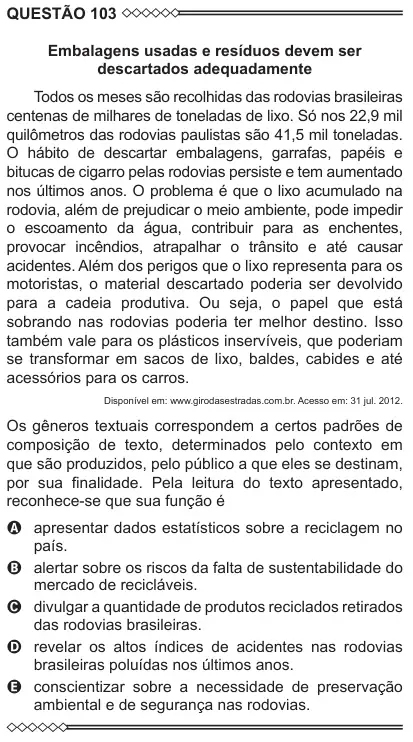 QUESTÃO 103
Embalagens usadas e resíduos devem ser
descartados adequadamente
Todos os meses são recolhidas das rodovias brasileiras
centenas de milhares de toneladas de lixo. Só nos 22,9 mil
quilômetros das rodovias paulistas são 41,5 mil toneladas.
O hábito de descartar embalagens, garrafas, papéis e
bitucas de cigarro pelas rodovias persiste e tem aumentado
nos últimos anos. O problema é que o lixo acumulado na
rodovia, além de prejudicar o meio ambiente, pode impedir
o escoamento da água, contribuir para as enchentes,
provocar incêndios, atrapalhar o trânsito e até causar
acidentes. Além dos perigos que o lixo representa para os
motoristas, o material descartado poderia ser devolvido
para a cadeia produtiva. Ou seja, o papel que está
sobrando nas rodovias poderia ter melhor destino. Isso
também vale para os plásticos inservíveis, que poderiam
se transformar em sacos de lixo, baldes, cabides e até
acessórios para os carros.
Disponível em: www.girodasestradas.com.br. Acesso em: 31 jul. 2012.
Os gêneros textuais correspondem a certos padrões de
composição de texto, determinados pelo contexto em
que são produzidos, pelo público a que eles se destinam,
por sua finalidade. Pela leitura do texto apresentado,
reconhece-se que sua função é
A apresentar dados estatísticos sobre a reciclagem no
país.
B alertar sobre os riscos da falta de sustentabilidade do
mercado de recicláveis.
C divulgar a quantidade de produtos reciclados retirados
das rodovias brasileiras.
D revelar os altos índices de acidentes nas rodovias
brasileiras poluídas nos últimos anos.
E conscientizar sobre a necessidade de preservação
ambiental e de segurança nas rodovias.